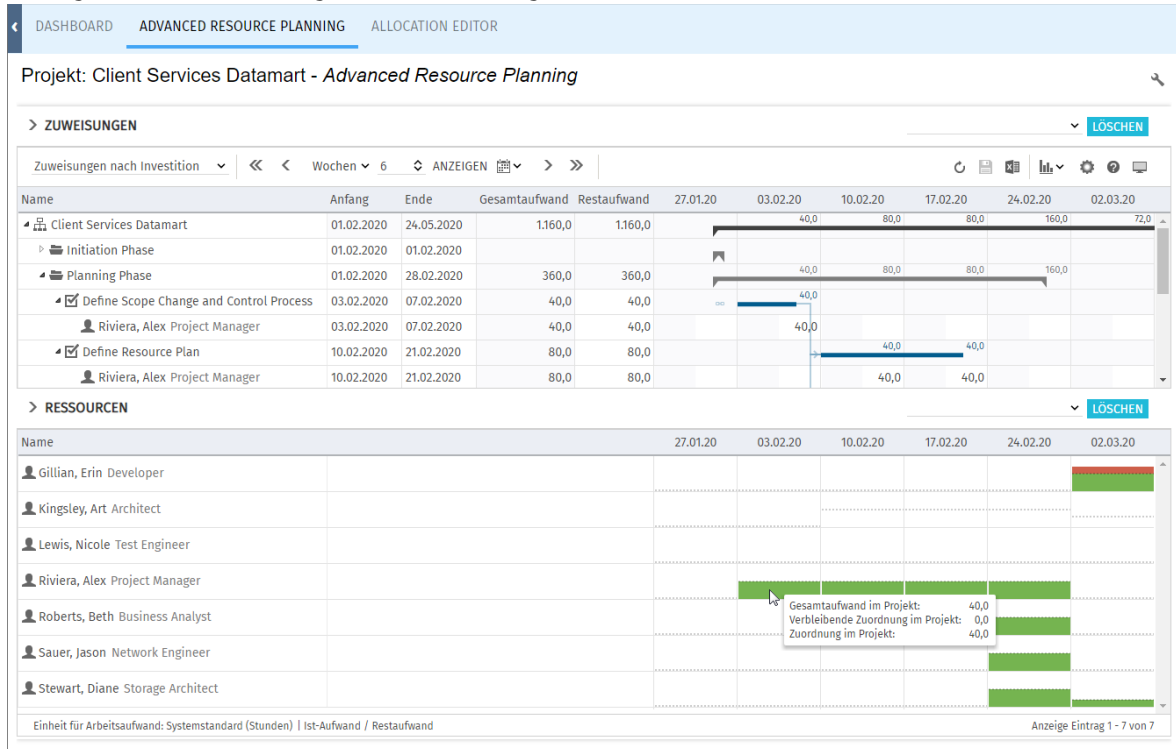 DASHBOARD ADVANCED RESOURCE PLANNING ALLOCATION EDITOR
Projekt: Client Services Datamart - Advanced Resource Planning
ZUWEISUNGEN LÖSCHEN
Zuweisungen nach Investition Wochen 6 ANZEIGEN
Name Anfang Ende Gesamtaufwand Restaufwand 27.01.20 03.02.20 10.02.20 17.02.20 24.02.20 02.03.20
Client Services Datamart 01.02.2020 24.05.2020 1.160,0 1.160,0 40,0 80,0 80,0 160,0 72,0
Initiation Phase 01.02.2020 01.02.2020
Planning Phase 01.02.2020 28.02.2020 360,0 360,0 40,0 80,0 80,0 160,0
Define Scope Change and Control Process 03.02.2020 07.02.2020 40,0 40,0 40,0
Riviera, Alex Project Manager 03.02.2020 07.02.2020 40,0 40,0 40,0
Define Resource Plan 10.02.2020 21.02.2020 80,0 80,0 40,0 40,0
Riviera, Alex Project Manager 10.02.2020 21.02.2020 80,0 80,0 40,0 40,0
RESSOURCEN LÖSCHEN
Name 27.01.20 03.02.20 10.02.20 17.02.20 24.02.20 02.03.20
Gillian, Erin Developer
Kingsley, Art Architect
Lewis, Nicole Test Engineer
Riviera, Alex Project Manager
Gesamtaufwand im Projekt: 40,0
Verbleibende Zuordnung im Projekt: 0,0
Zuordnung im Projekt: 40,0
Roberts, Beth Business Analyst
Sauer, Jason Network Engineer
Stewart, Diane Storage Architect
Einheit für Arbeitsaufwand: Systemstandard (Stunden) | Ist-Aufwand / Restaufwand Anzeige Eintrag 1 - 7 von 7